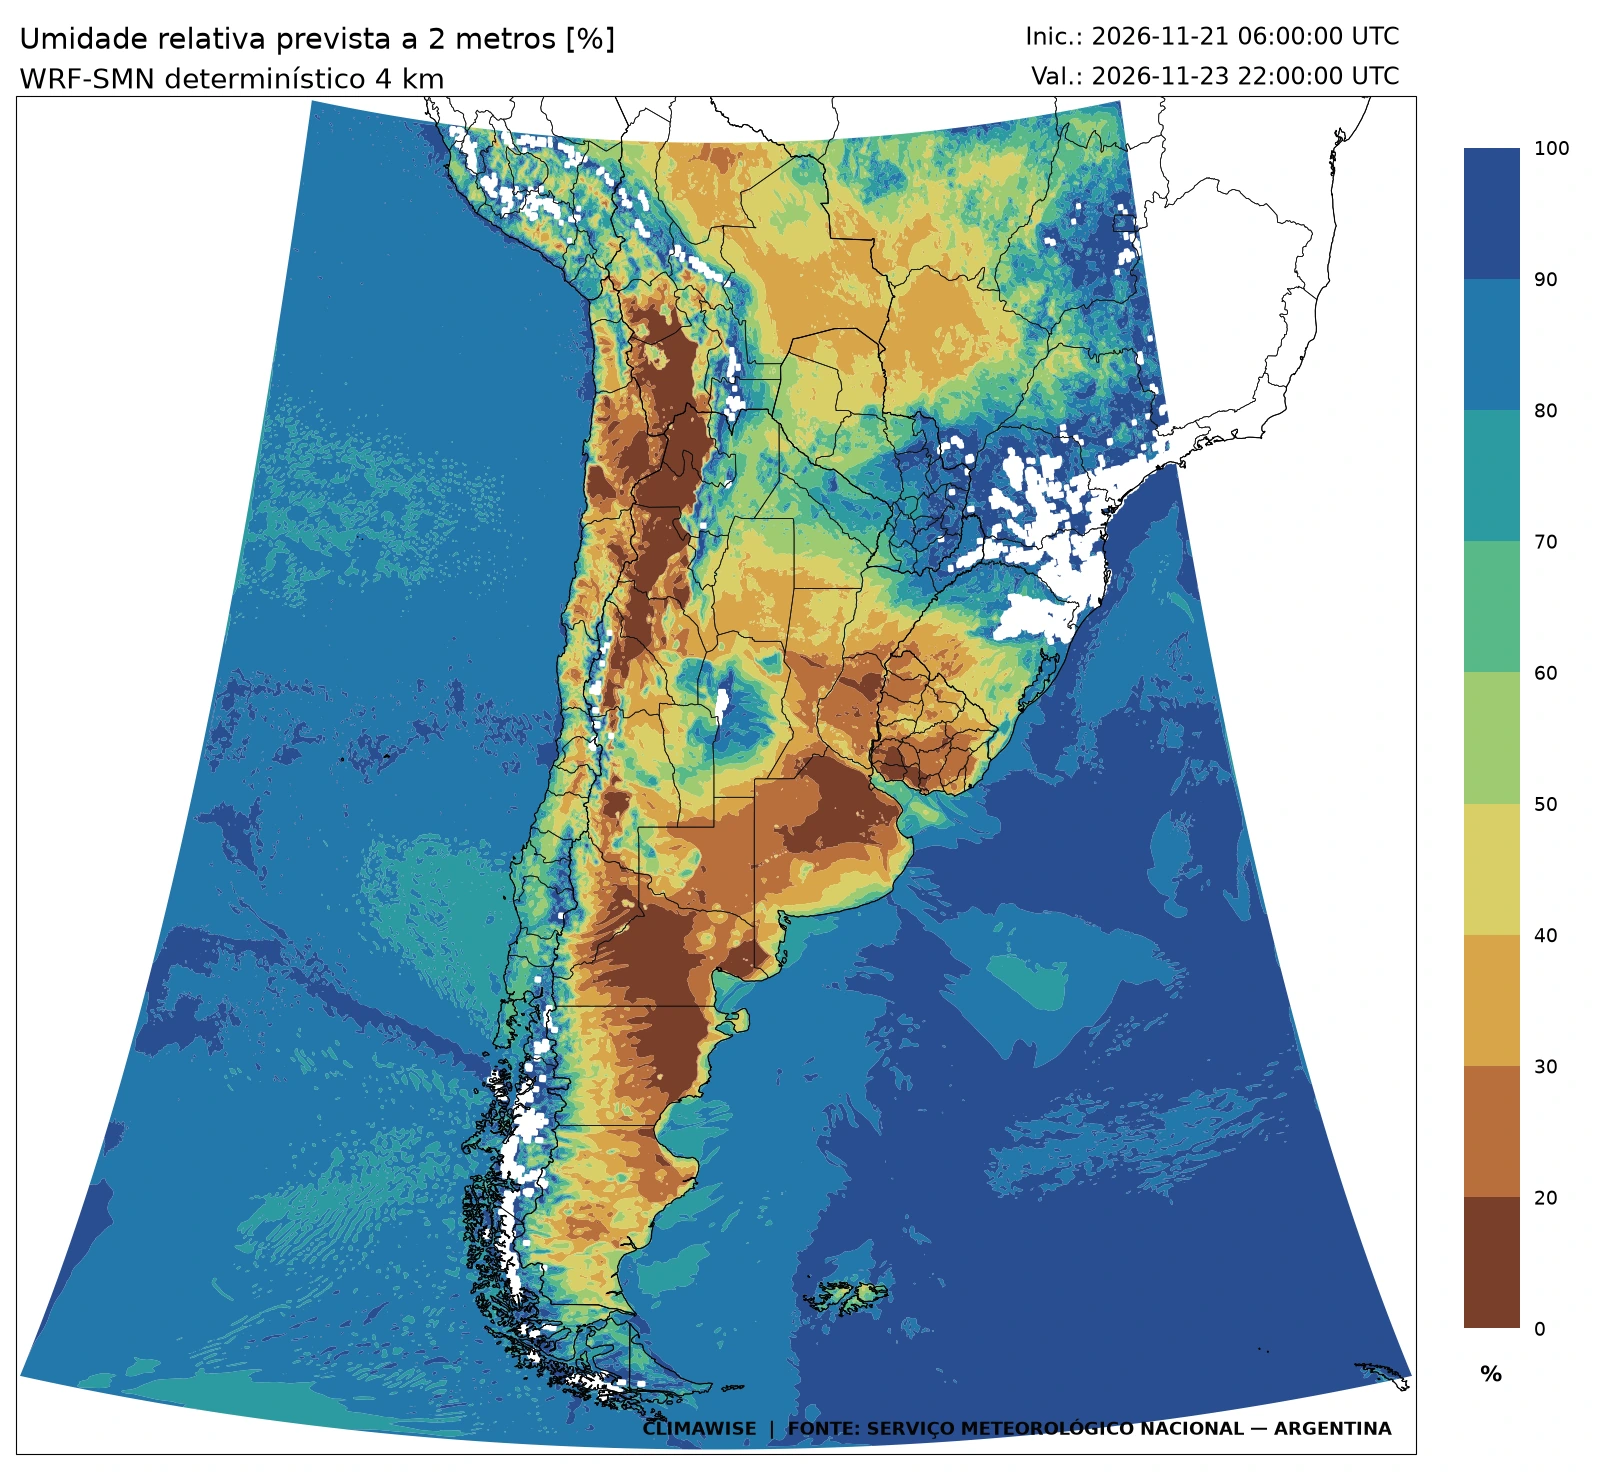 Umidade relativa prevista a 2 metros [%]
WRF-SMN determinístico 4 km
Inic.: 2026-11-21 06:00:00 UTC
Val.: 2026-11-23 22:00:00 UTC
100
90
80
70
60
50
40
30
20
0
%
CLIMAWISE | FONTE: SERVIÇO METEOROLÓGICO NACIONAL — ARGENTINA